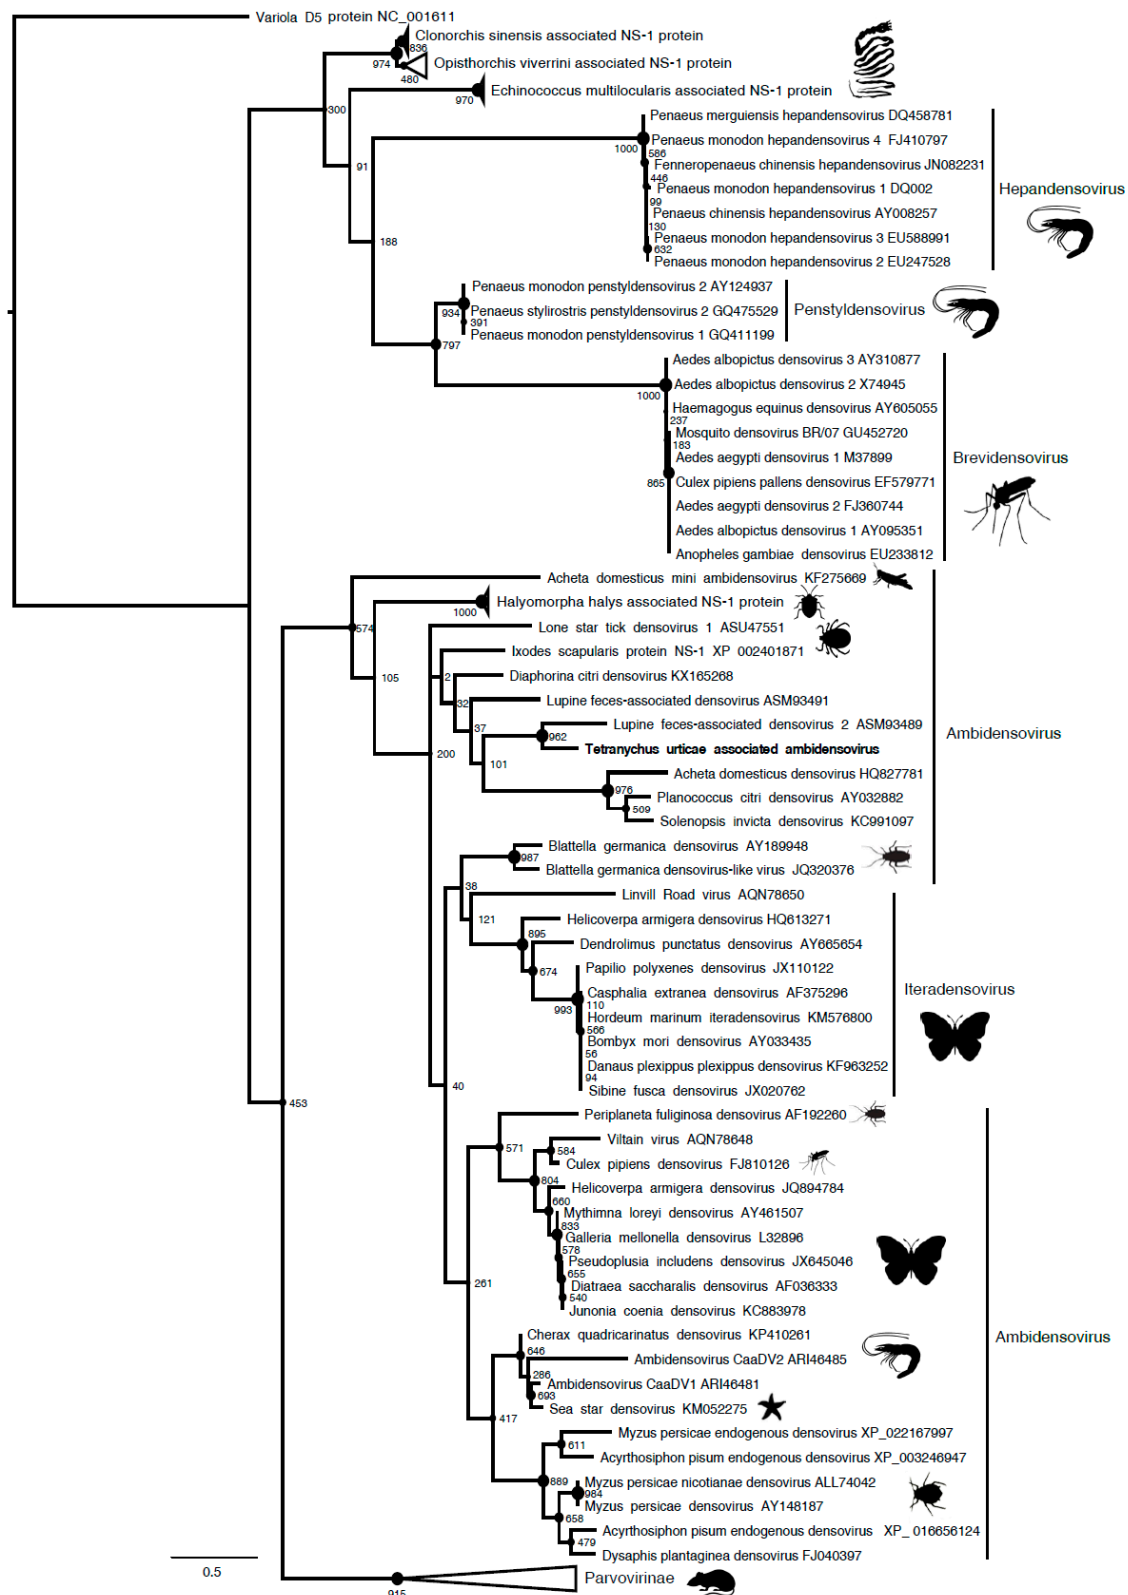 Variola D5 protein NC_001611
Clonorchis sinensis associated NS-1 protein
836
974
Opisthorchis viverrini associated NS-1 protein
480
Echinococcus multilocularis associated NS-1 protein
970
300
Penaeus merguiensis hepandensovirus DQ458781
Penaeus monodon hepandensovirus 4 FJ410797
1000
586
Fenneropenaeus chinensis hepandensovirus JN082231
91
446
Penaeus monodon hepandensovirus 1 DQ002
Hepandensovirus
99
Penaeus chinensis hepandensovirus AY008257
130
Penaeus monodon hepandensovirus 3 EU588991
188
632
Penaeus monodon hepandensovirus 2 EU247528
Penaeus monodon penstyldensovirus 2 AY124937
934
Penaeus stylirostris penstyldensovirus 2 GQ475529
Penstyldensovirus
391
Penaeus monodon penstyldensovirus 1 GQ411199
797
Aedes albopictus densovirus 3 AY310877
Aedes albopictus densovirus 2 X74945
1000
Haemagogus equinus densovirus AY605055
237
Mosquito densovirus BR/07 GU452720
183
Aedes aegypti densovirus 1 M37899
Brevidensovirus
865
Culex pipiens pallens densovirus EF579771
Aedes aegypti densovirus 2 FJ360744
Aedes albopictus densovirus 1 AY095351
Anopheles gambiae densovirus EU233812
Acheta domesticus mini ambidensovirus KF275669
Halyomorpha halys associated NS-1 protein
1000
574
Lone star tick densovirus 1 ASU47551
Ixodes scapularis protein NS-1 XP 002401871
105
2
Diaphorina citri densovirus KX165268
32
Lupine feces-associated densovirus ASM93491
37
Lupine feces-associated densovirus 2 ASM93489
Ambidensovirus
962
Tetranychus urticae associated ambidensovirus
200
101
Acheta domesticus densovirus HQ827781
976
Planococcus citri densovirus AY032882
509
Solenopsis invicta densovirus KC991097
Blattella germanica densovirus AY189948
987
Blattella germanica densovirus-like virus JQ320376
38
Linvill Road virus AQN78650
121
Helicoverpa armigera densovirus HQ613271
895
Dendrolimus punctatus densovirus AY665654
674
Papilio polyxenes densovirus JX110122
Casphalia extranea densovirus AF375296
Iteradensovirus
993
110
Hordeum marinum iteradensovirus KM576800
566
Bombyx mori densovirus AY033435
56
Danaus plexippus plexippus densovirus KF963252
94
40
Sibine fusca densovirus JX020762
453
Periplaneta fuliginosa densovirus AF192260
Viltain virus AQN78648
571
584
Culex pipiens densovirus FJ810126
804
Helicoverpa armigera densovirus JQ894784
660
Mythimna loreyi densovirus AY461507
833
Galleria mellonella densovirus L32896
578
Pseudoplusia includens densovirus JX645046
655
261
Diatraea saccharalis densovirus AF036333
540
Junonia coenia densovirus KC883978
Cherax quadricarinatus densovirus KP410261
Ambidensovirus
646
Ambidensovirus CaaDV2 ARI46485
286
Ambidensovirus CaaDV1 ARI46481
693
Sea star densovirus KM052275
417
Myzus persicae endogenous densovirus XP_022167997
611
Acyrthosiphon pisum endogenous densovirus XP_003246947
889
Myzus persicae nicotianae densovirus ALL74042
984
Myzus persicae densovirus AY148187
658
Acyrthosiphon pisum endogenous densovirus XP_ 016656124
479
Dysaphis plantaginea densovirus FJ040397
0.5
Parvovirinae
915